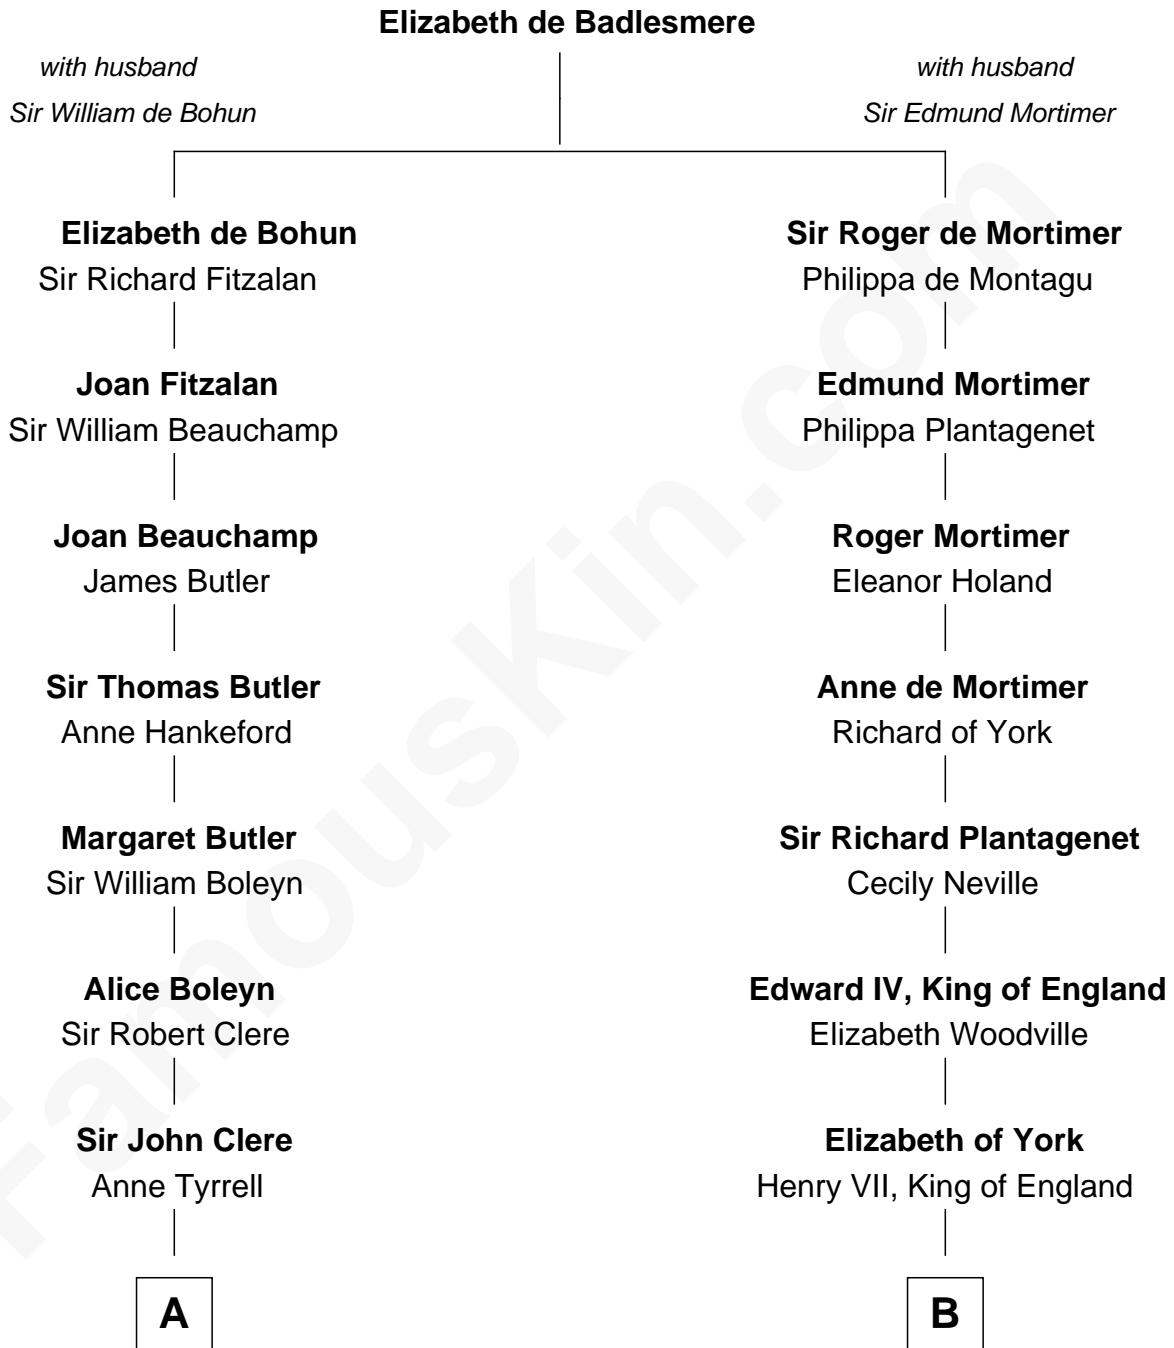 Elizabeth de Badlesmere
with husband
Sir William de Bohun
with husband
Sir Edmund Mortimer
Elizabeth de Bohun
Sir Richard Fitzalan
Sir Roger de Mortimer
Philippa de Montagu
Joan Fitzalan
Sir William Beauchamp
Edmund Mortimer
Philippa Plantagenet
Joan Beauchamp
James Butler
Roger Mortimer
Eleanor Holand
Sir Thomas Butler
Anne Hankeford
Anne de Mortimer
Richard of York
Margaret Butler
Sir William Boleyn
Sir Richard Plantagenet
Cecily Neville
Alice Boleyn
Sir Robert Clere
Edward IV, King of England
Elizabeth Woodville
Sir John Clere
Anne Tyrrell
Elizabeth of York
Henry VII, King of England
A
B
FamousKin.com